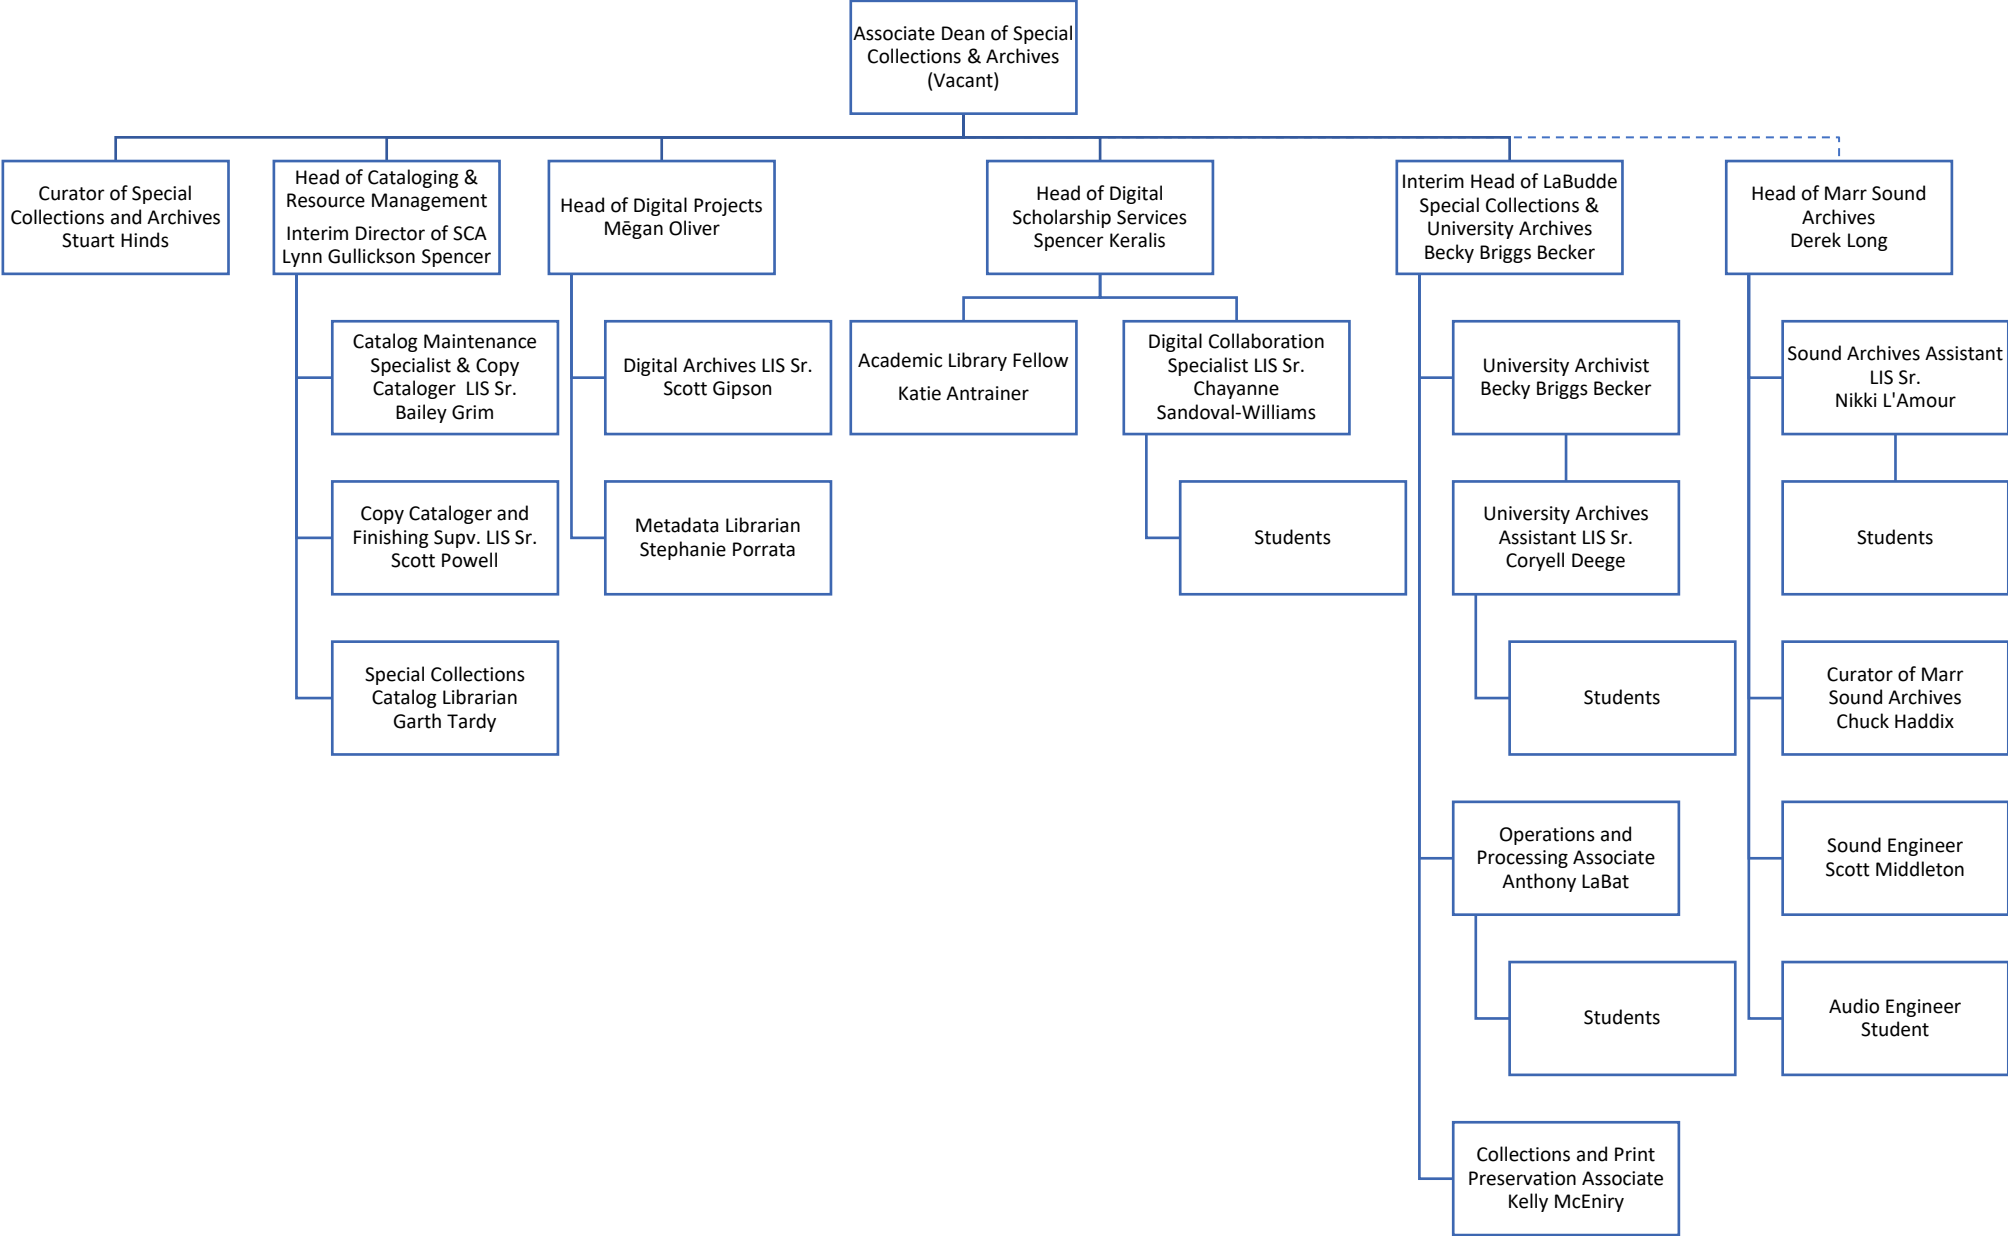 Associate Dean of Special
Collections & Archives
(Vacant)
Curator of Special
Collections and Archives
Stuart Hinds
Head of Cataloging &
Resource Management
Interim Director of SCA
Lynn Gullickson Spencer
Head of Digital Projects
Mēgan Oliver
Head of Digital
Scholarship Services
Spencer Keralis
Interim Head of LaBudde
Special Collections &
University Archives
Becky Briggs Becker
Head of Marr Sound
Archives
Derek Long
Catalog Maintenance
Specialist & Copy
Cataloger  LIS Sr.
Bailey Grim
Digital Archives LIS Sr.
Scott Gipson
Academic Library Fellow
Katie Antrainer
Digital Collaboration
Specialist LIS Sr.
Chayanne
Sandoval-Williams
University Archivist
Becky Briggs Becker
Sound Archives Assistant
LIS Sr.
Nikki L'Amour
Copy Cataloger and
Finishing Supv. LIS Sr.
Scott Powell
Metadata Librarian
Stephanie Porrata
Students
University Archives
Assistant LIS Sr.
Coryell Deege
Students
Special Collections
Catalog Librarian
Garth Tardy
Students
Curator of Marr
Sound Archives
Chuck Haddix
Operations and
Processing Associate
Anthony LaBat
Sound Engineer
Scott Middleton
Students
Audio Engineer
Student
Collections and Print
Preservation Associate
Kelly McEniry